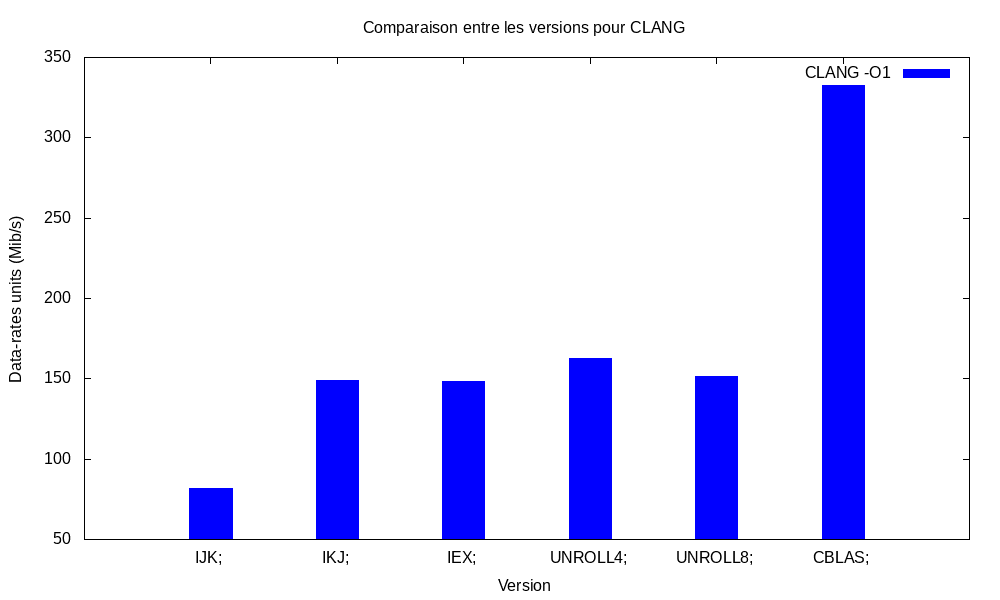 Comparaison entre les versions pour CLANG
CLANG -O1
350
300
250
200
150
100
50
Data-rates units (Mib/s)
IJK; IKJ; IEX; UNROLL4; UNROLL8; CBLAS;
Version